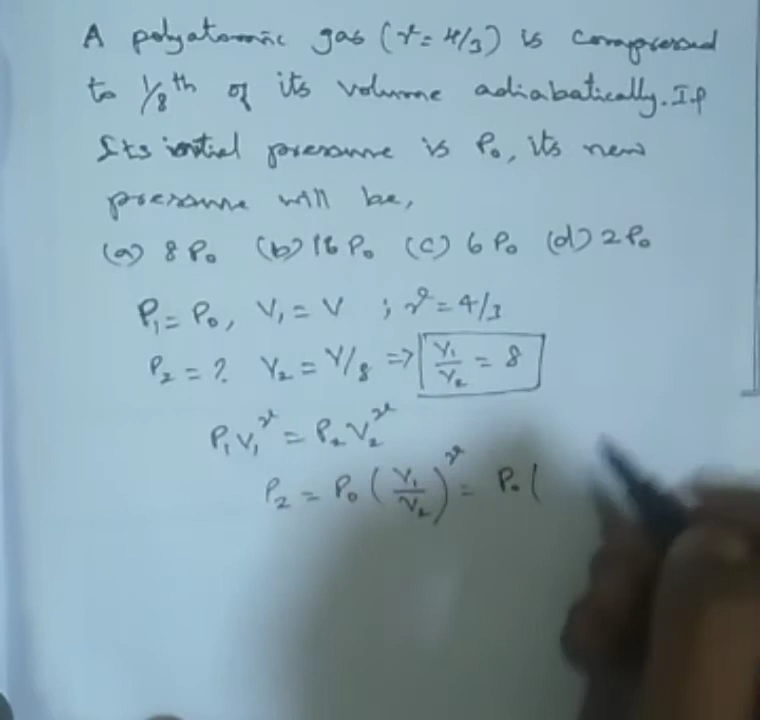 A polyatomic gas (γ = 4/3) is compressed
to 1/8th of its volume adiabatically. If
Its initial pressure is P₀, its new
pressure will be,
(a) 8 P₀ (b) 16 P₀ (c) 6 P₀ (d) 2 P₀
P₁ = P₀, V₁ = V ; γ = 4/3
P₂ = ? V₂ = V/8 => V₁/V₂ = 8
P₁V₁^γ = P₂V₂^γ
P₂ = P₀ (V₁/V₂)^γ = P₀ (